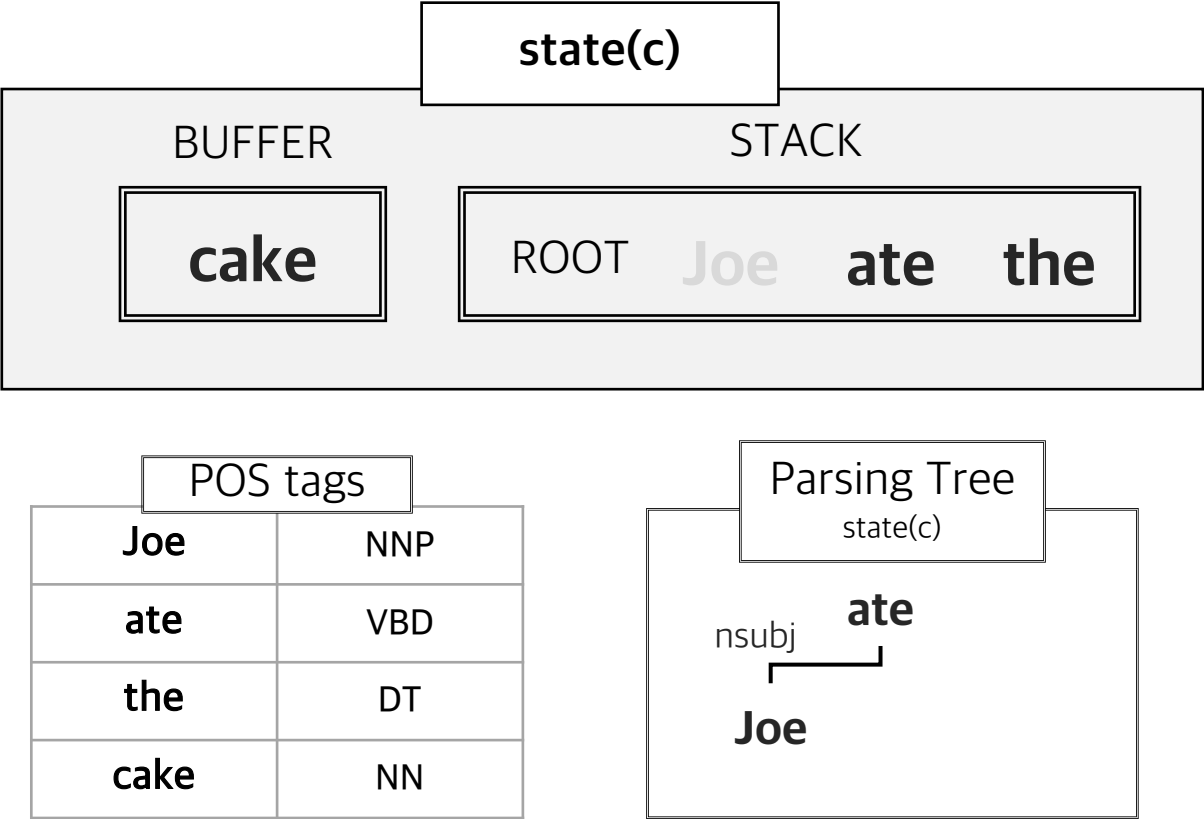 state(c)
BUFFER
STACK
cake
ROOT Joe ate the
POS tags
Joe NNP
ate VBD
the DT
cake NN
Parsing Tree
state(c)
ate
nsubj
Joe